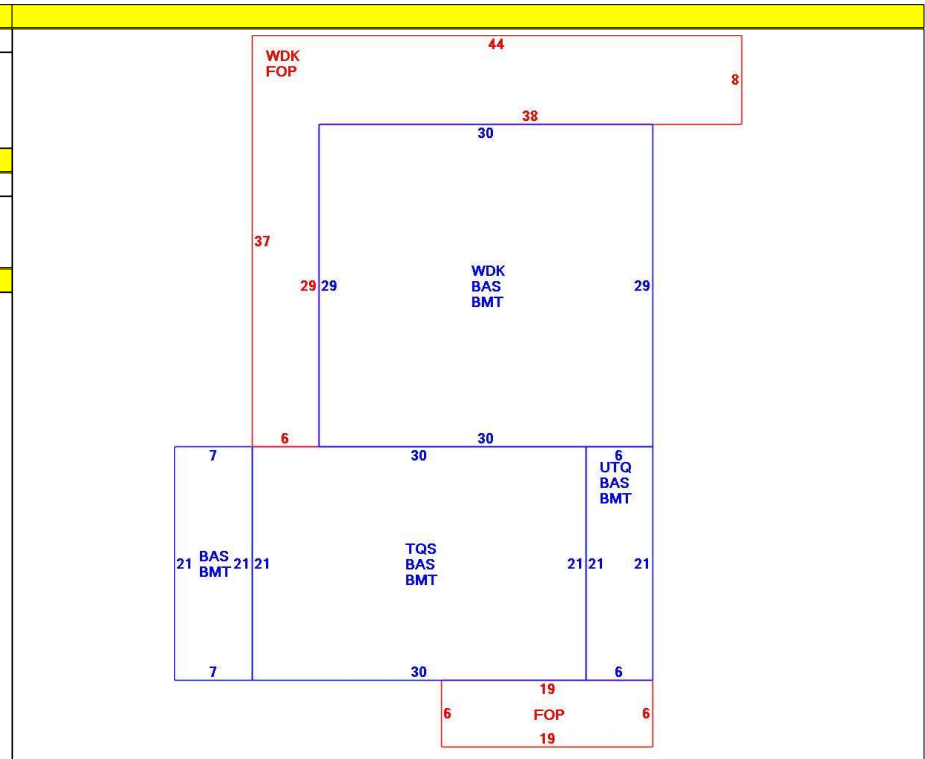 44
WDK
FOP
8
38
30
37
WDK
BAS
BMT
29 29
29
6
30
7
30
6
UTQ
BAS
BMT
21
BAS
BMT
21 21
TQS
BAS
BMT
21 21
21
7
30
6
19
6
FOP
6
19